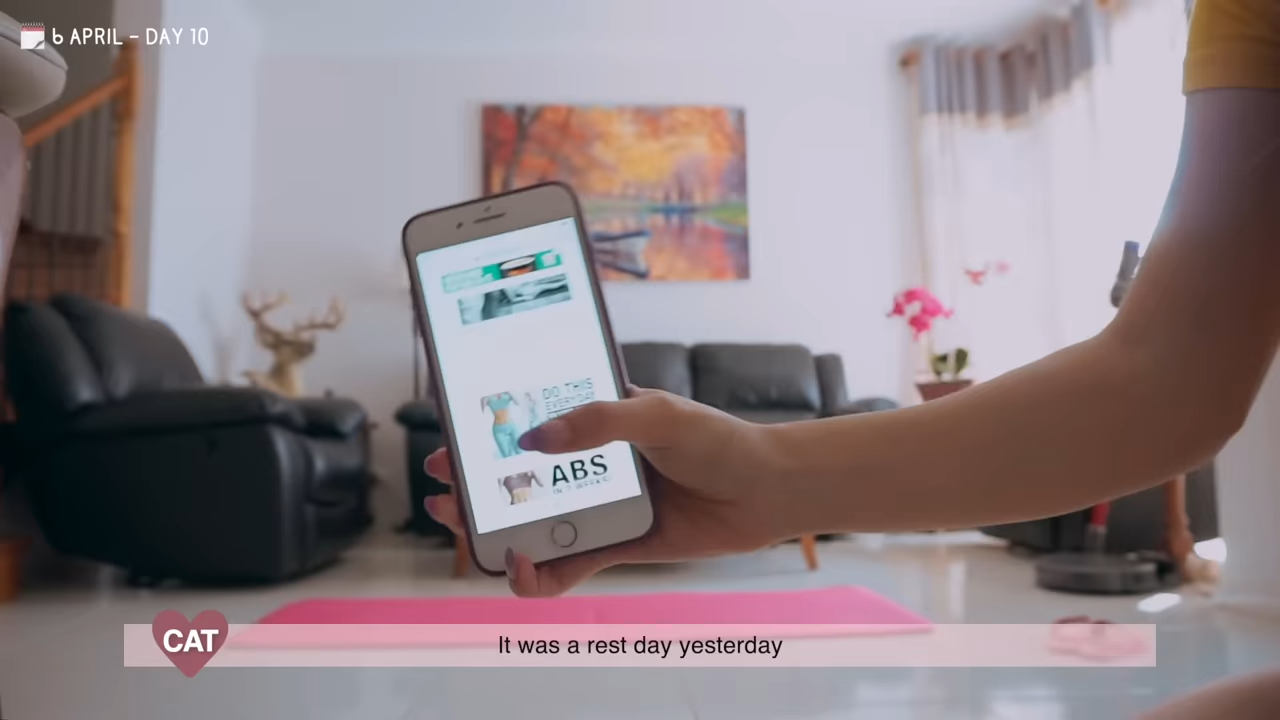 6 APRIL - DAY 10
DO THIS
EVERYDAY
ABS
CAT
It was a rest day yesterday